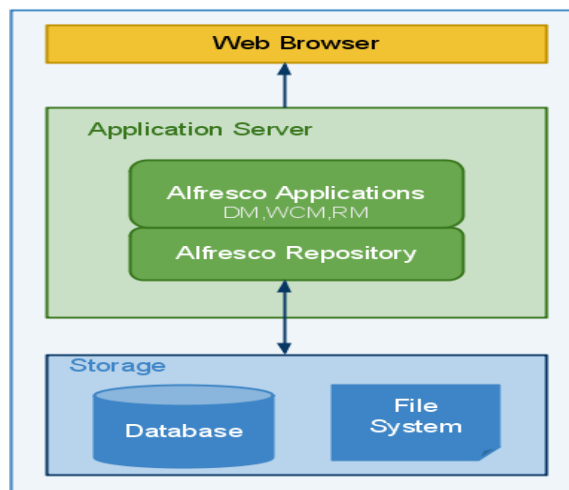 Web Browser
Application Server
Alfresco Applications
DM,WCM,RM
Alfresco Repository
Storage
Database
File
System